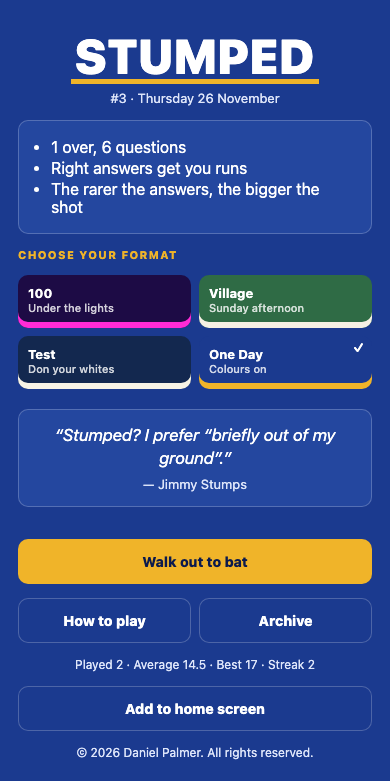 STUMPED
#3 · Thursday 26 November
• 1 over, 6 questions
• Right answers get you runs
• The rarer the answers, the bigger the
shot
CHOOSE YOUR FORMAT
100
Under the lights
Village
Sunday afternoon
Test
Don your whites
One Day
Colours on
“Stumped? I prefer “briefly out of my
ground”.”
— Jimmy Stumps
Walk out to bat
How to play
Archive
Played 2 · Average 14.5 · Best 17 · Streak 2
Add to home screen
© 2026 Daniel Palmer. All rights reserved.